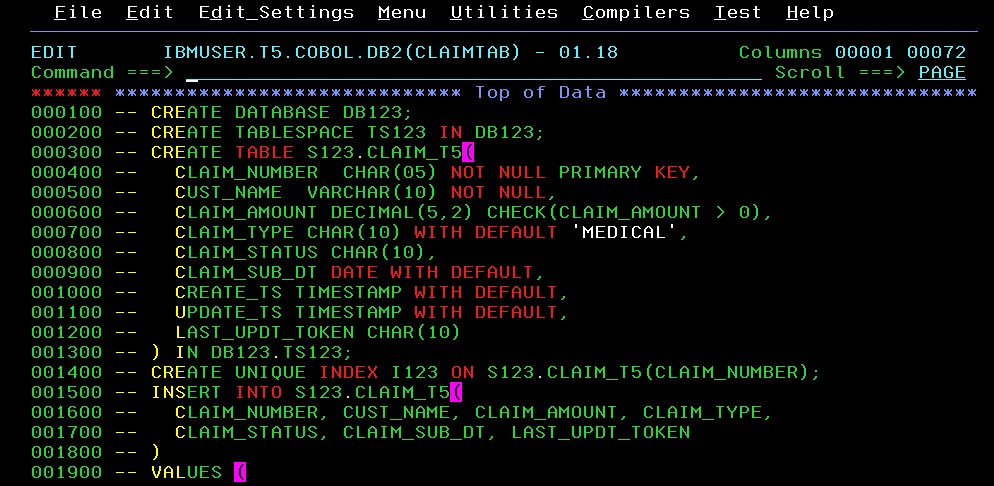 File Edit Edit_Settings Menu Utilities Compilers Test Help
EDIT IBMUSER.T5.COBOL.DB2(CLAIMTAB) - 01.18 Columns 00001 00072
Command ===> _ Scroll ===> PAGE
****** ***************************** Top of Data ******************************
000100 -- CREATE DATABASE DB123;
000200 -- CREATE TABLESPACE TS123 IN DB123;
000300 -- CREATE TABLE S123.CLAIM_T5(
000400 --   CLAIM_NUMBER  CHAR(05) NOT NULL PRIMARY KEY,
000500 --   CUST_NAME  VARCHAR(10) NOT NULL,
000600 --   CLAIM_AMOUNT DECIMAL(5,2) CHECK(CLAIM_AMOUNT > 0),
000700 --   CLAIM_TYPE CHAR(10) WITH DEFAULT 'MEDICAL',
000800 --   CLAIM_STATUS CHAR(10),
000900 --   CLAIM_SUB_DT DATE WITH DEFAULT,
001000 --   CREATE_TS TIMESTAMP WITH DEFAULT,
001100 --   UPDATE_TS TIMESTAMP WITH DEFAULT,
001200 --   LAST_UPDT_TOKEN CHAR(10)
001300 -- ) IN DB123.TS123;
001400 -- CREATE UNIQUE INDEX I123 ON S123.CLAIM_T5(CLAIM_NUMBER);
001500 -- INSERT INTO S123.CLAIM_T5(
001600 --   CLAIM_NUMBER, CUST_NAME, CLAIM_AMOUNT, CLAIM_TYPE,
001700 --   CLAIM_STATUS, CLAIM_SUB_DT, LAST_UPDT_TOKEN
001800 -- )
001900 -- VALUES (